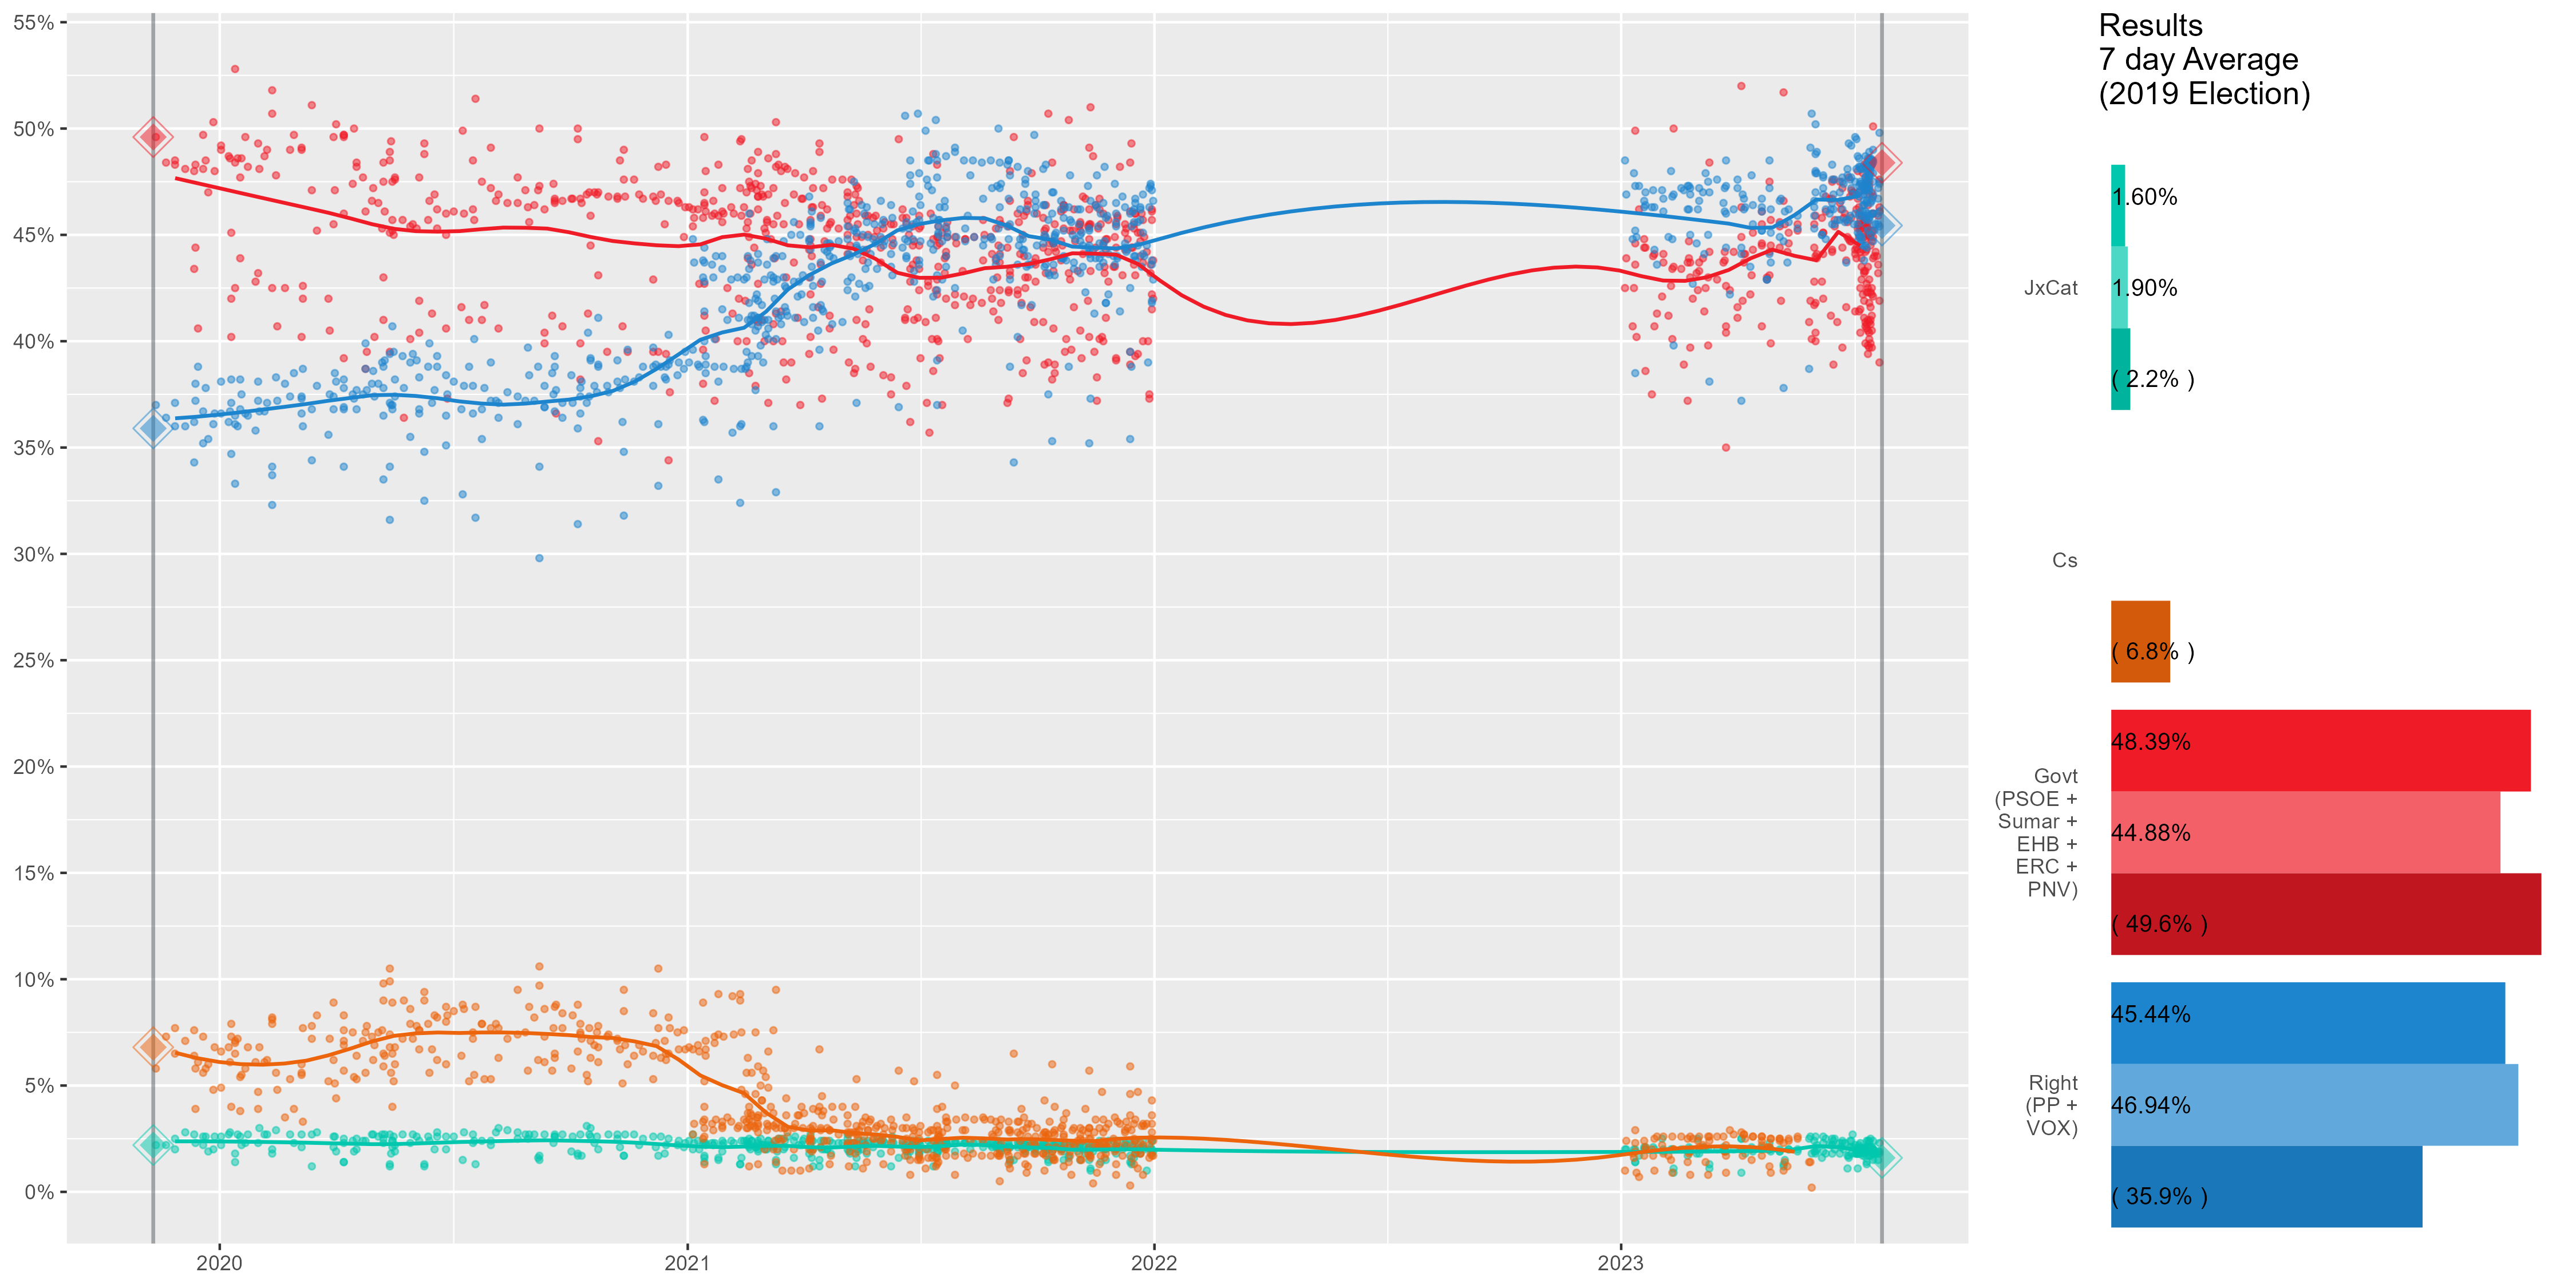 55%
50%
45%
40%
35%
30%
25%
20%
15%
10%
5%
0%
2020
2021
2022
2023
Results
7 day Average
(2019 Election)
JxCat
1.60%
1.90%
( 2.2% )
Cs
( 6.8% )
Govt
(PSOE +
Sumar +
EHB +
ERC +
PNV)
48.39%
44.88%
( 49.6% )
Right
(PP +
VOX)
45.44%
46.94%
( 35.9% )